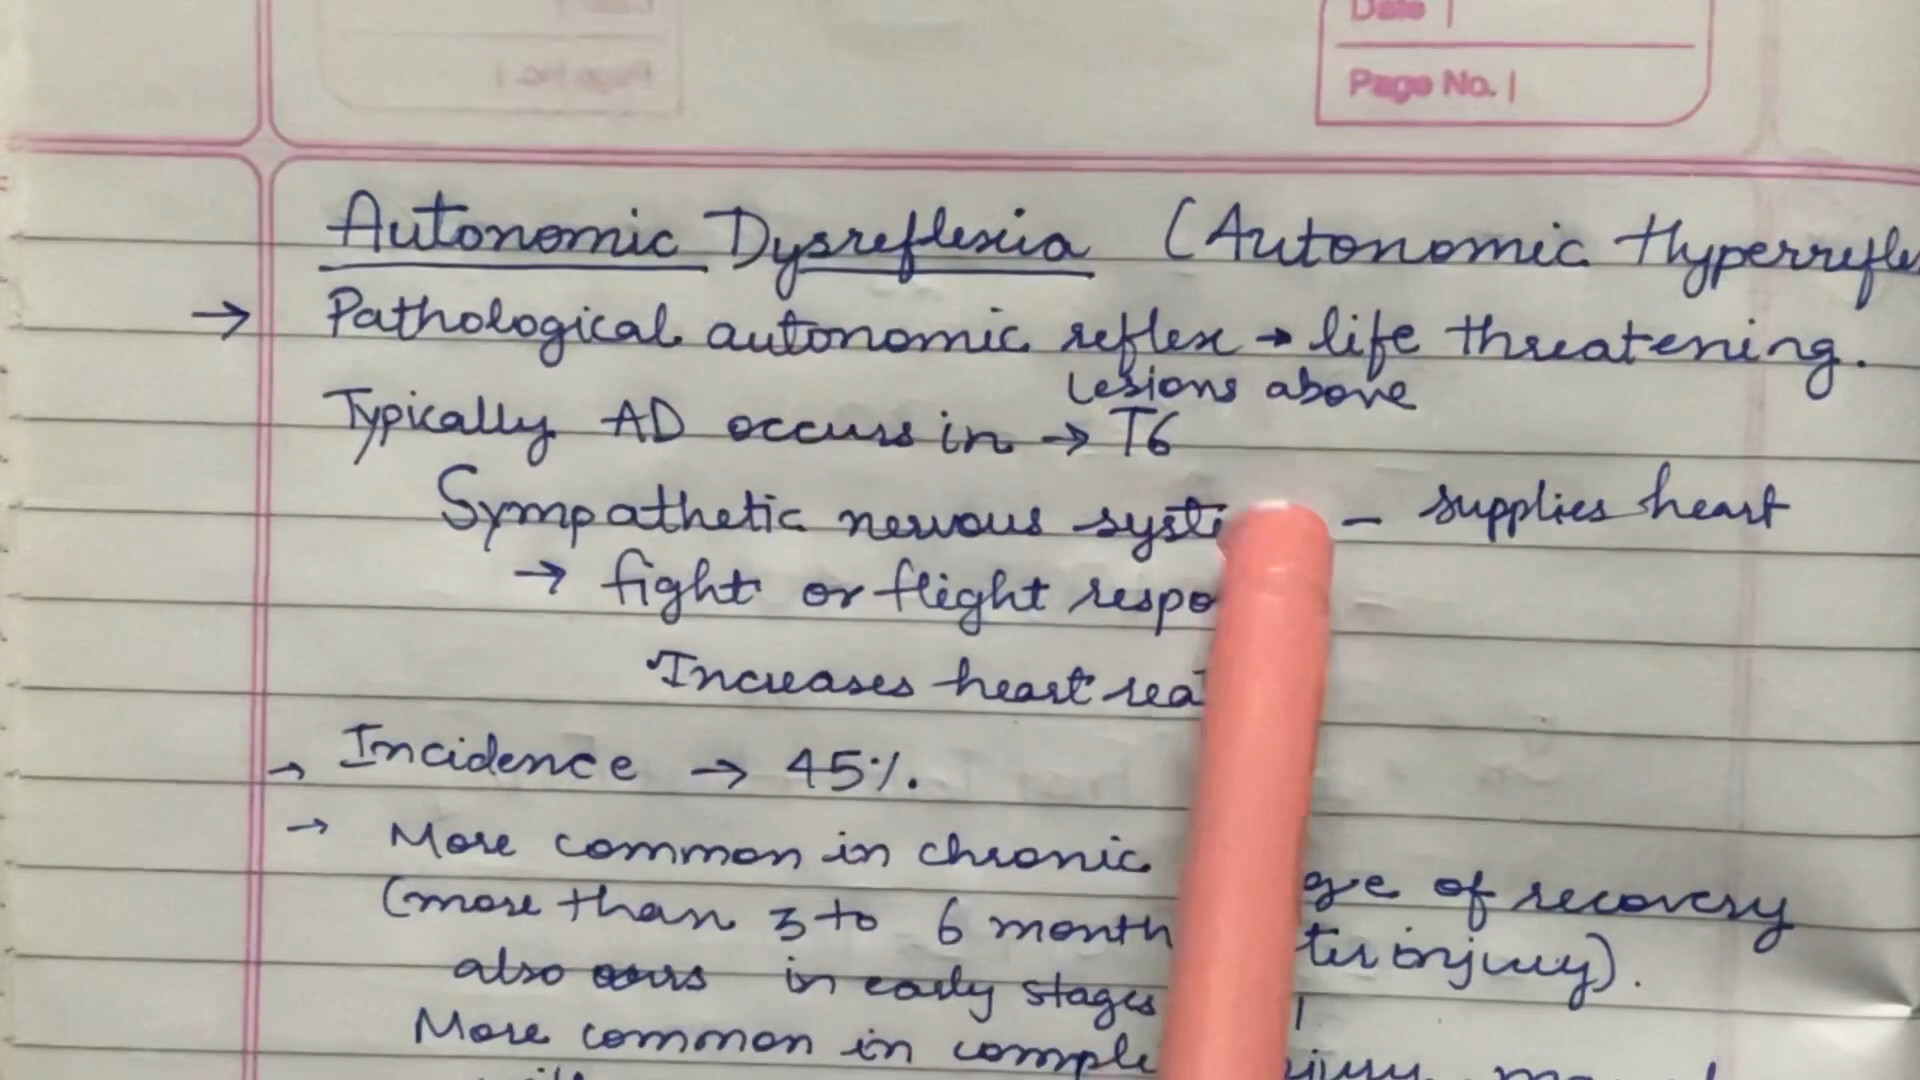 Date |
Page No. |
Autonomic Dysreflexia (Autonomic Hyperrefle
→ Pathological autonomic reflex → life threatening.
lesions above
Typically AD occurs in → T6
Sympathetic nervous syst – supplies heart
→ fight or flight respo
Increases heart rea
→ Incidence → 45%.
→ More common in chronic ge of recovery
(more than 3 to 6 month ter injury).
also occurs in early stages
More common in comple